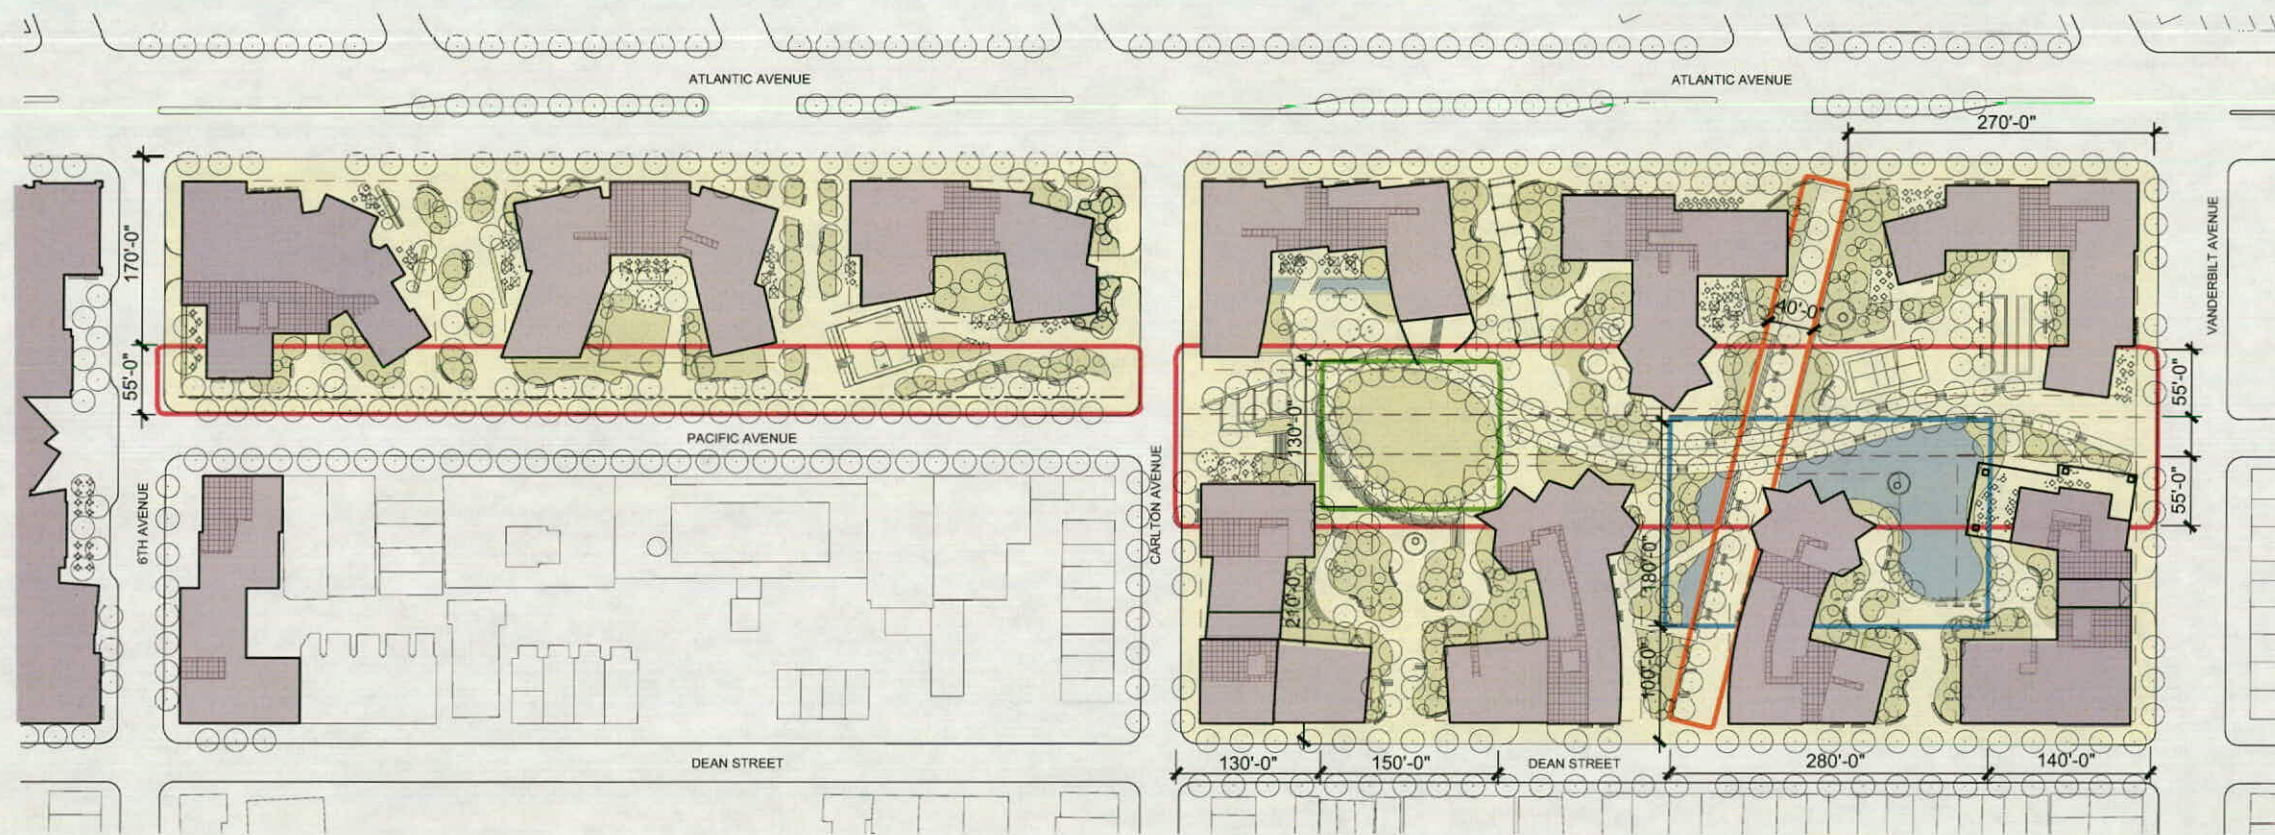 ATLANTIC AVENUE
ATLANTIC AVENUE
270'-0"
170'-0"
VANDERBILT AVENUE
40'-0"
55'-0"
55'-0"
130'-0"
PACIFIC AVENUE
CARLTON AVENUE
6TH AVENUE
55'-0"
180'-0"
210'-0"
100'-0"
DEAN STREET
130'-0"
150'-0"
DEAN STREET
280'-0"
140'-0"